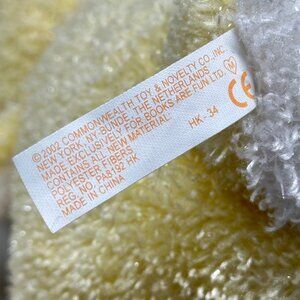 ©2002 COMMONWEALTH TOY & NOVELTY CO., INC.
NEW YORK, NY, BUNDE/THE NETHERLANDS
MADE EXCLUSIVELY FOR BOOKS ARE FUN LTD.
CONTAINS ALL NEW MATERIAL
POLYESTER FIBERS
REG. NO. PA8192 HK
MADE IN CHINA
HK - 34
CE